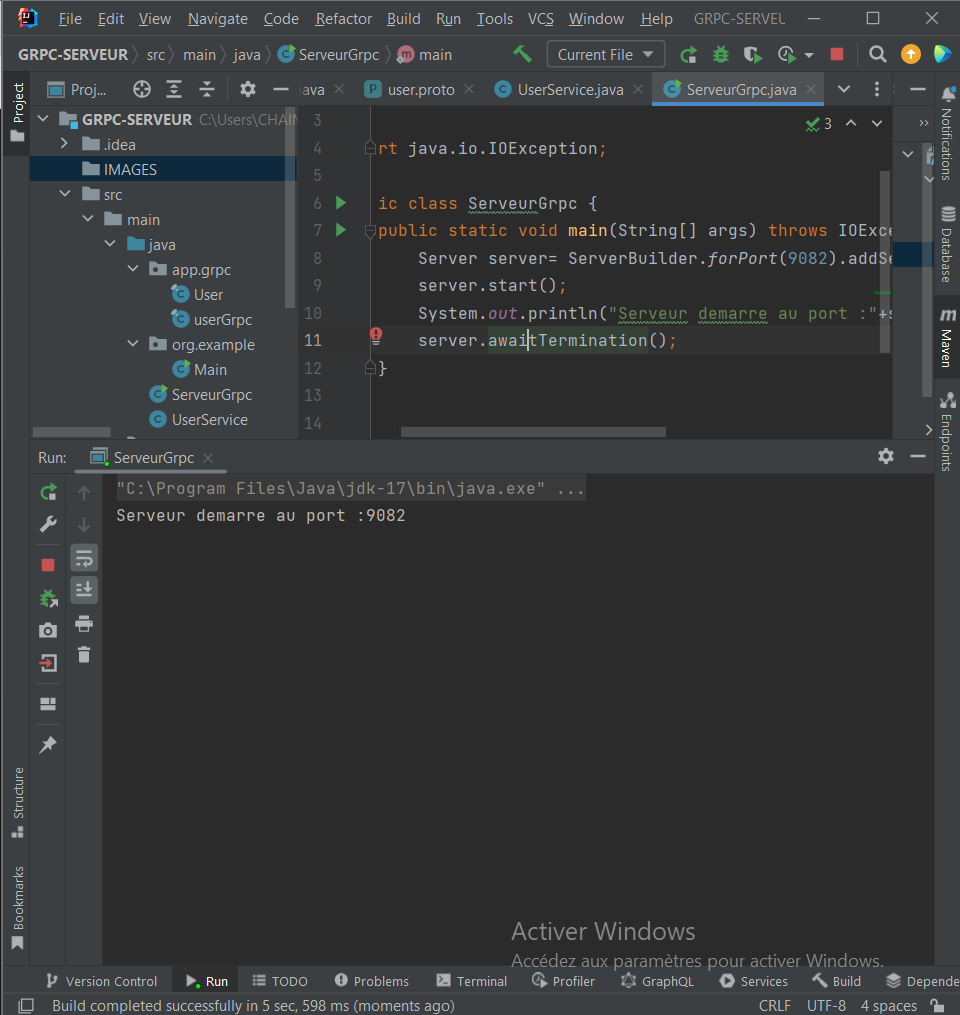 File Edit View Navigate Code Refactor Build Run Tools VCS Window Help GRPC-SERVEU
GRPC-SERVEUR src main java ServeurGrpc main Current File
Project
Proj... ava user.proto UserService.java ServeurGrpc.java
GRPC-SERVEUR C:\Users\CHAI
.idea
IMAGES
src
main
java
app.grpc
User
userGrpc
org.example
Main
ServeurGrpc
UserService
3
3
4 rt java.io.IOException;
5
6 ic class ServeurGrpc {
7 public static void main(String[] args) throws IOExce
8 Server server= ServerBuilder.forPort(9082).addSe
9 server.start();
10 System.out.println("Serveur demarre au port :"+s
11 server.awaitTermination();
12 }
13
14
Notifications
Database
Maven
Endpoints
Run: ServeurGrpc
"C:\Program Files\Java\jdk-17\bin\java.exe" ...
Serveur demarre au port :9082
Structure
Bookmarks
Activer Windows
Accédez aux paramètres pour activer Windows.
Version Control Run TODO Problems Terminal Profiler GraphQL Services Build Depende
Build completed successfully in 5 sec, 598 ms (moments ago) CRLF UTF-8 4 spaces